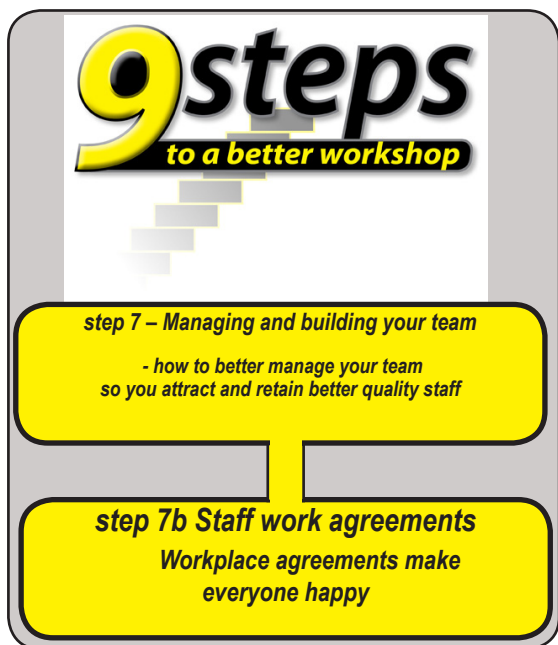 9steps
to a better workshop
step 7 – Managing and building your team
- how to better manage your team
so you attract and retain better quality staff
step 7b Staff work agreements
Workplace agreements make
everyone happy